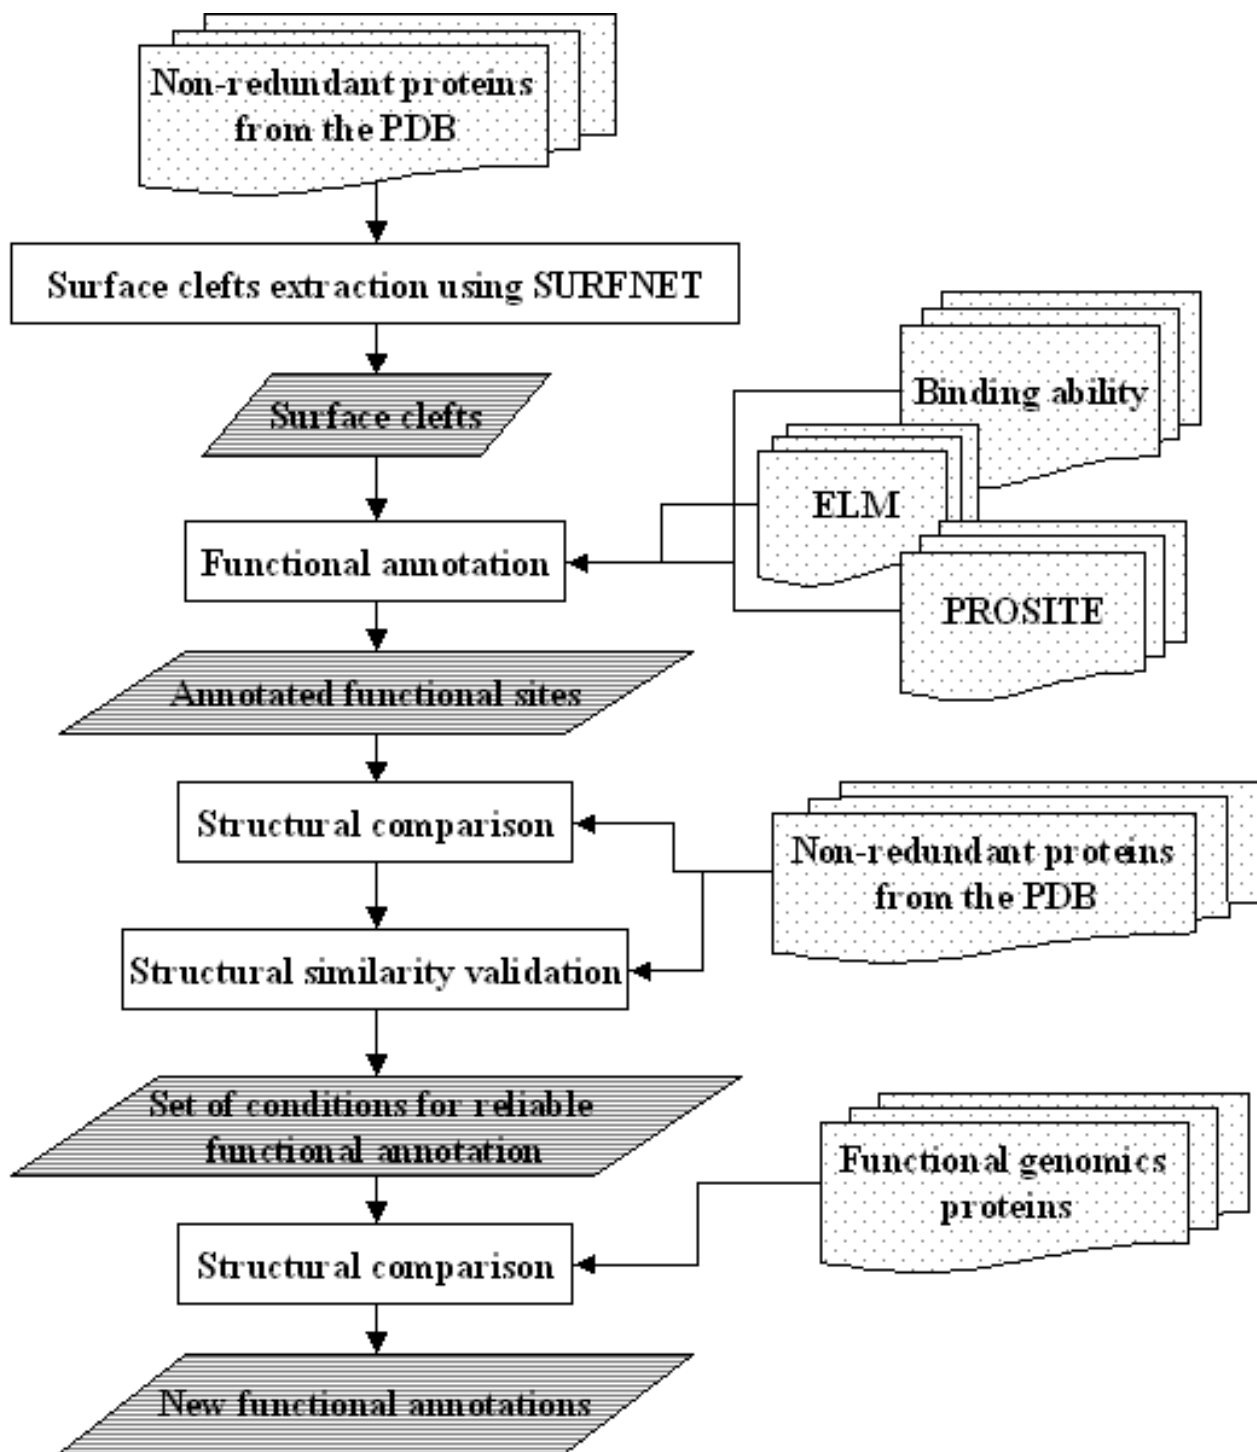 Non-redundant proteins
from the PDB
Surface clefts extraction using SURFNET
Surface clefts
Binding ability
ELM
Functional annotation
PROSITE
Annotated functional sites
Structural comparison
Non-redundant proteins
from the PDB
Structural similarity validation
Set of conditions for reliable
functional annotation
Functional genomics
proteins
Structural comparison
New functional annotations